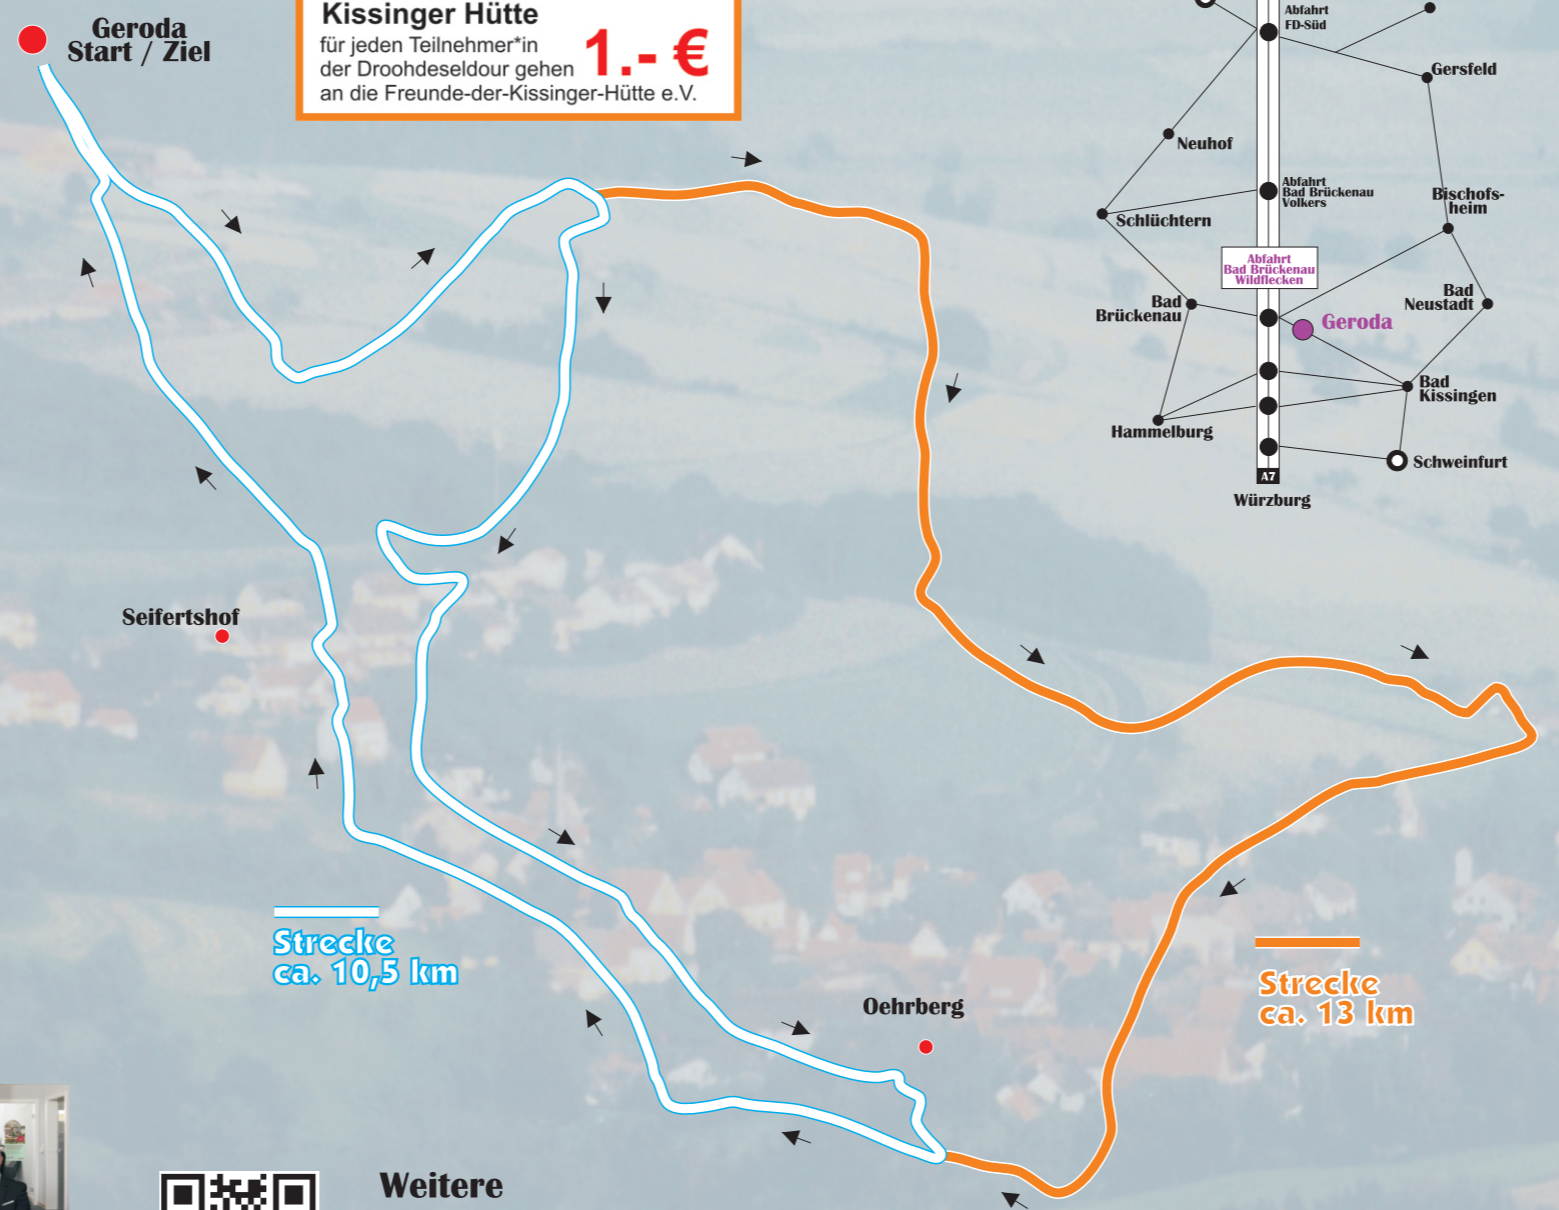 Geroda
Start / Ziel
Kissinger Hütte
für jeden Teilnehmer*in
der Droohdeseldour gehen
1.- €
an die Freunde-der-Kissinger-Hütte e.V.
Abfahrt
FD-Süd
Gersfeld
Neuhof
Abfahrt
Bad Brückenau
Volkers
Schlüchtern
Bischofs-
heim
Abfahrt
Bad Brückenau
Wildflecken
Bad
Brückenau
Bad
Neustadt
Geroda
Bad
Kissingen
Hammelburg
Schweinfurt
A7
Würzburg
Seifertshof
Strecke
ca. 10,5 km
Oehrberg
Strecke
ca. 13 km
Weitere